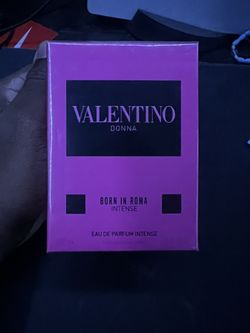 VALENTINO
DONNA
BORN IN ROMA
INTENSE
EAU DE PARFUM INTENSE